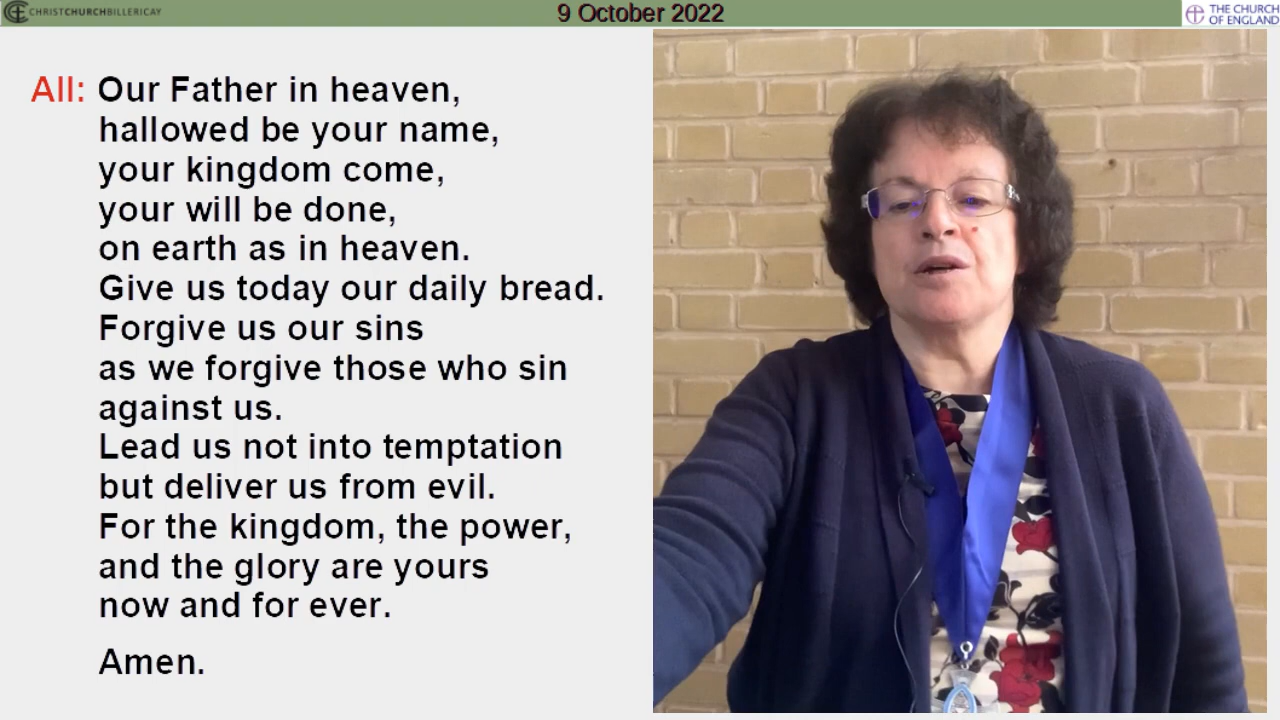 CHRISTCHURCHBILLERICAY
9 October 2022
THE CHURCH
OF ENGLAND
All: Our Father in heaven,
hallowed be your name,
your kingdom come,
your will be done,
on earth as in heaven.
Give us today our daily bread.
Forgive us our sins
as we forgive those who sin
against us.
Lead us not into temptation
but deliver us from evil.
For the kingdom, the power,
and the glory are yours
now and for ever.
Amen.